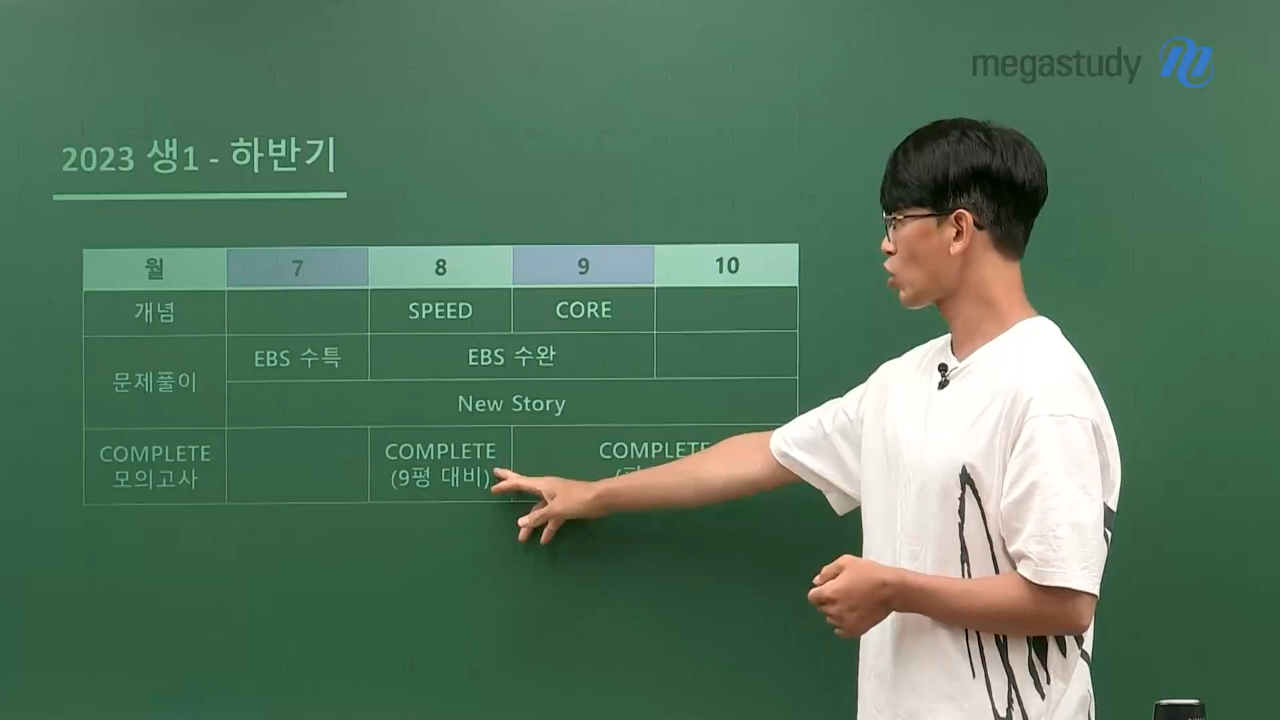 megastudy
2023 생1 - 하반기
월 7 8 9 10
개념 SPEED CORE
문제풀이 EBS 수특 EBS 수완
New Story
COMPLETE COMPLETE COMPLETE
모의고사 (9평 대비)